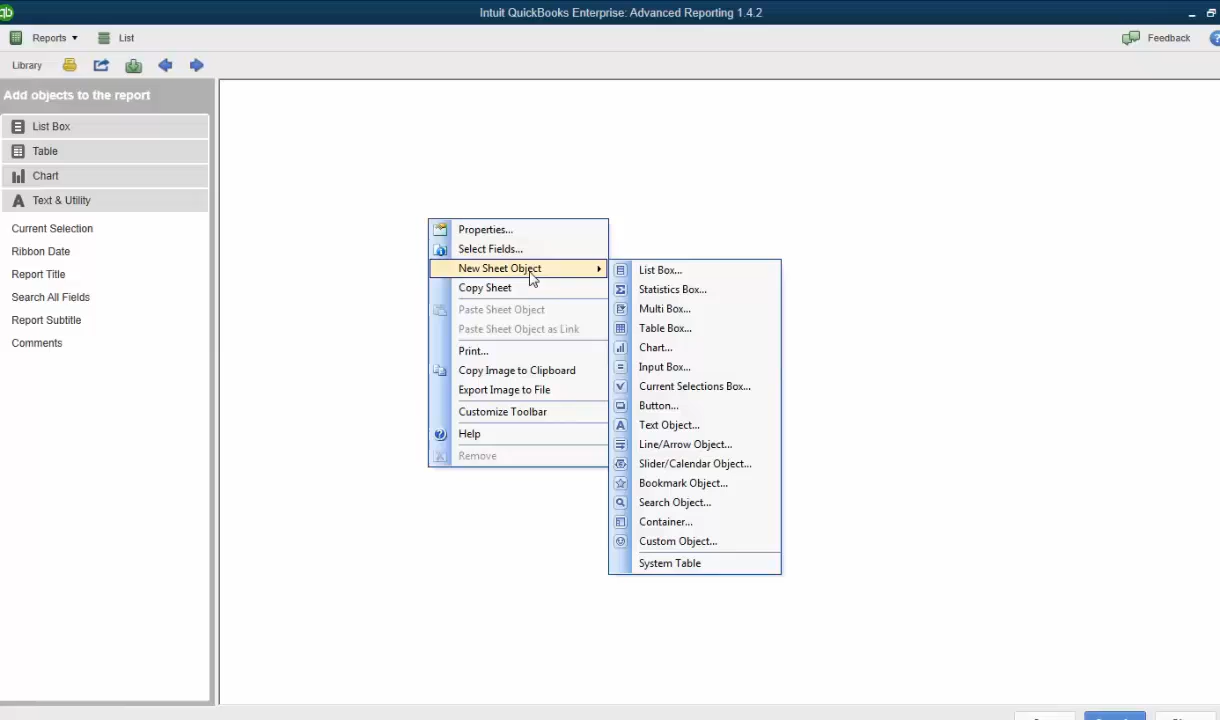 qb
Intuit QuickBooks Enterprise: Advanced Reporting 1.4.2
Reports
List
Feedback
Library
Add objects to the report
List Box
Table
Chart
Text & Utility
Current Selection
Ribbon Date
Report Title
Search All Fields
Report Subtitle
Comments
Properties...
Select Fields...
New Sheet Object
Copy Sheet
Paste Sheet Object
Paste Sheet Object as Link
Print...
Copy Image to Clipboard
Export Image to File
Customize Toolbar
Help
Remove
List Box...
Statistics Box...
Multi Box...
Table Box...
Chart...
Input Box...
Current Selections Box...
Button...
Text Object...
Line/Arrow Object...
Slider/Calendar Object...
Bookmark Object...
Search Object...
Container...
Custom Object...
System Table